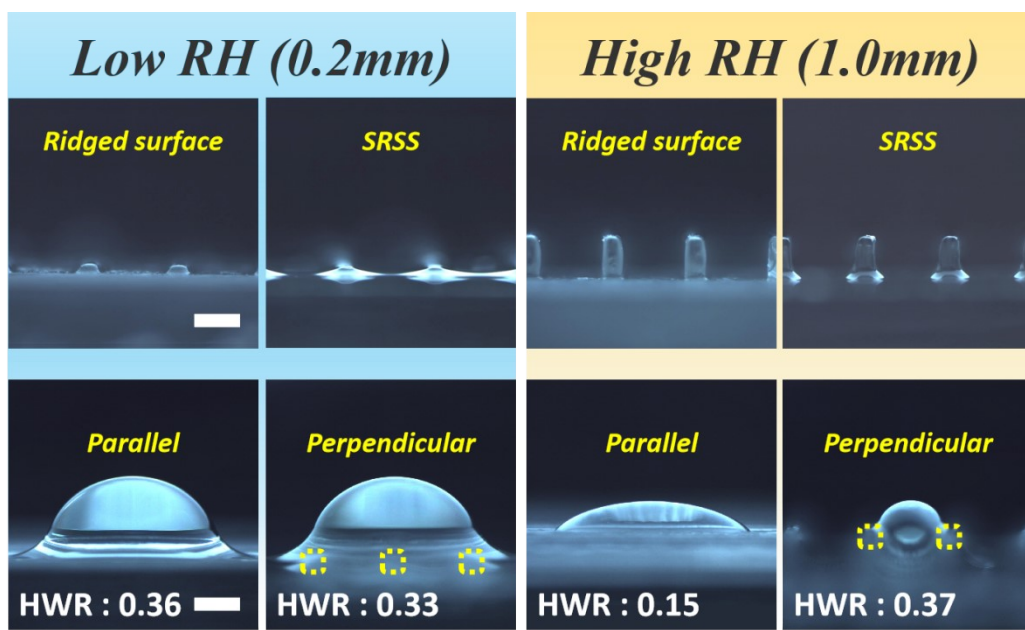 Low RH (0.2mm)
High RH (1.0mm)
Ridged surface
SRSS
Ridged surface
SRSS
Parallel
Perpendicular
Parallel
Perpendicular
HWR : 0.36
HWR : 0.33
HWR : 0.15
HWR : 0.37